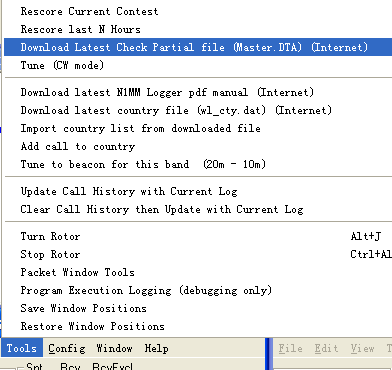 Rescore Current Contest
Rescore last N Hours
Download Latest Check Partial file (Master.DTA) (Internet)
Tune (CW mode)
Download latest N1MM Logger pdf manual (Internet)
Download latest country file (wl_cty.dat) (Internet)
Import country list from downloaded file
Add call to country
Tune to beacon for this band (20m - 10m)
Update Call History with Current Log
Clear Call History then Update with Current Log
Turn Rotor Alt+J
Stop Rotor Ctrl+Al
Packet Window Tools
Program Execution Logging (debugging only)
Save Window Positions
Restore Window Positions
Tools Config Window Help File Edit View T